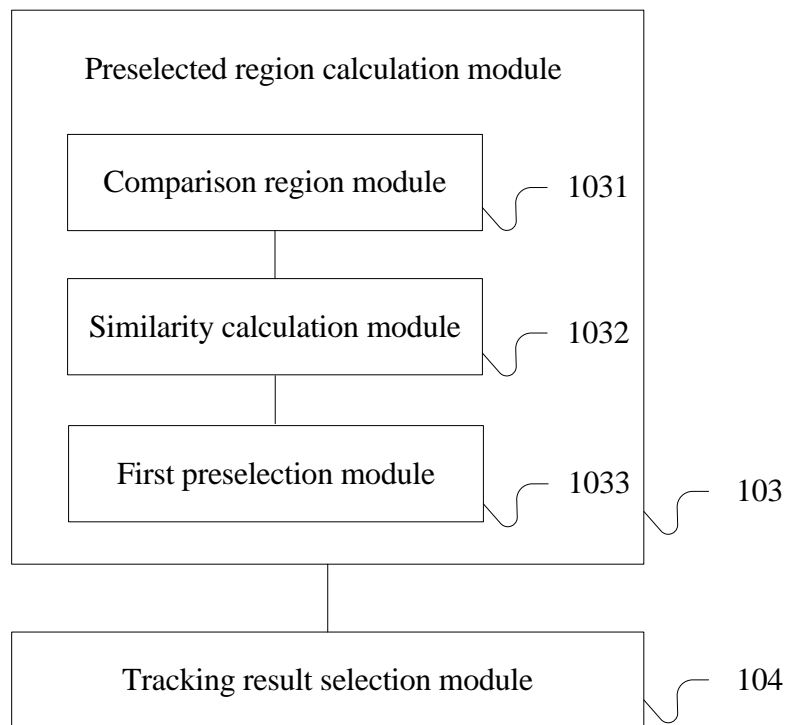 Preselected region calculation module
Comparison region module
1031
Similarity calculation module
1032
First preselection module
1033
103
Tracking result selection module
104